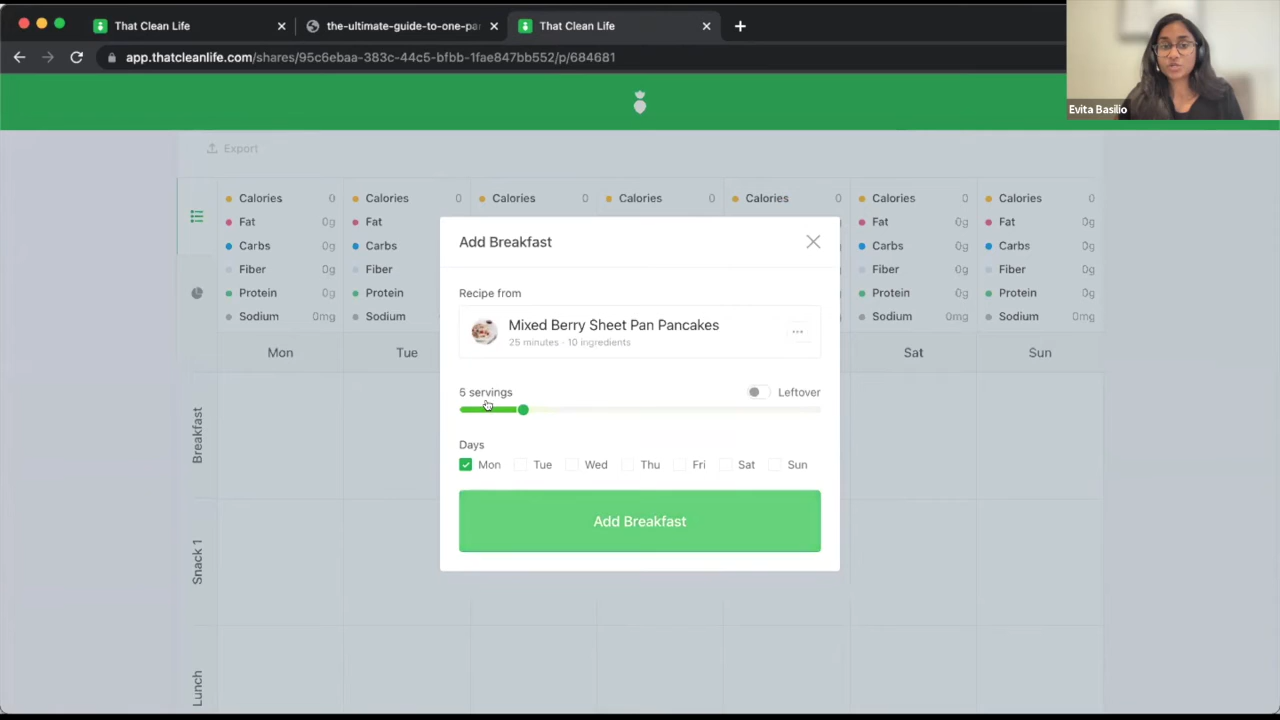 That Clean Life
the-ultimate-guide-to-one-pa
That Clean Life
app.thatcleanlife.com/shares/95c6ebaa-383c-44c5-bfbb-1fae847bb552/p/684681
Evita Basilio
Export
Calories 0 Calories 0 Calories 0 Calories 0 Calories 0 Calories 0 Calories 0
Fat 0g Fat Fat 0g Fat 0g
Carbs 0g Carbs Carbs 0g Carbs 0g
Fiber 0g Fiber Fiber 0g Fiber 0g
Protein 0g Protein Protein 0g Protein 0g
Sodium 0mg Sodium Sodium 0mg Sodium 0mg
Mon Tue Sat Sun
Add Breakfast
Recipe from
Mixed Berry Sheet Pan Pancakes
25 minutes · 10 ingredients
5 servings Leftover
Days
Mon Tue Wed Thu Fri Sat Sun
Add Breakfast
Breakfast
Snack 1
Lunch